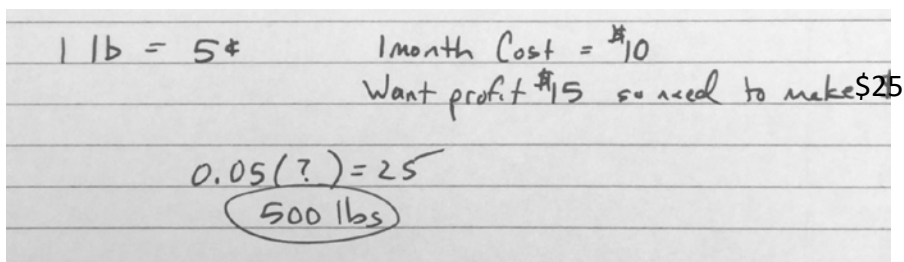 1 lb = 5¢ 1 month Cost = $10
Want profit $15 so need to make $25
0.05(?) = 25
500 lbs